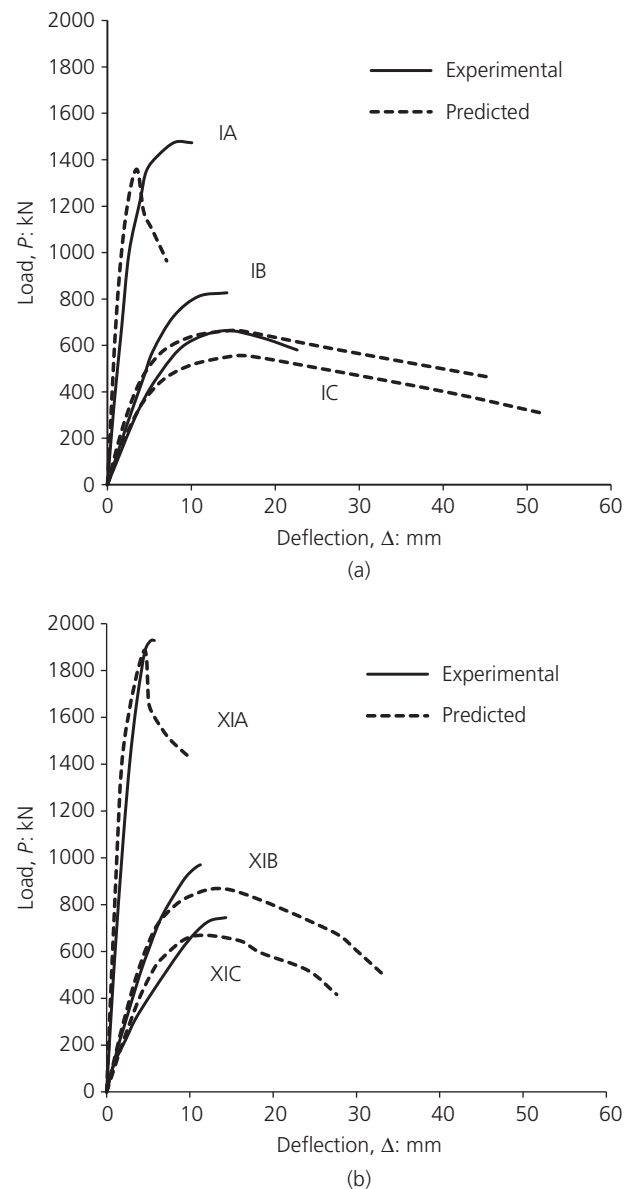 2000
1800
1600
1400
1200
1000
800
600
400
200
0
Load, P: kN
Experimental
Predicted
IA
IB
IC
0 10 20 30 40 50 60
Deflection, Δ: mm
(a)
2000
1800
1600
1400
1200
1000
800
600
400
200
0
Load, P: kN
Experimental
Predicted
XIA
XIB
XIC
0 10 20 30 40 50 60
Deflection, Δ: mm
(b)